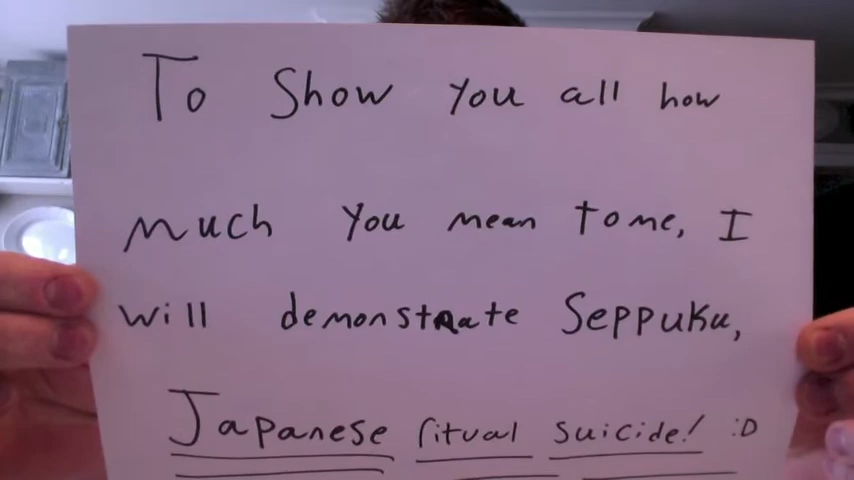 To Show you all how
much you mean to me, I
will demonstrate Seppuku,
Japanese ritual suicide! :D